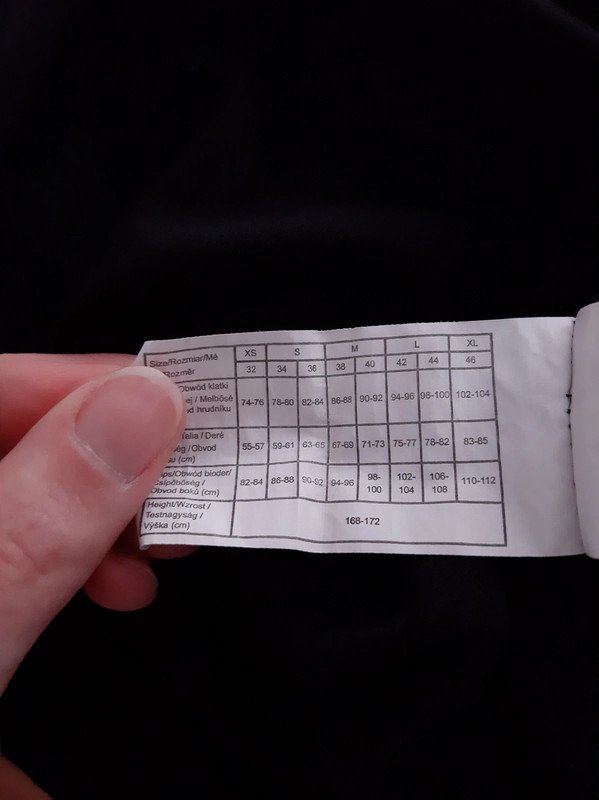 Size/Rozmiar/Mé XS S M L XL
Rozměr 32 34 36 38 40 42 44 46
Obwód klatki
/ Melbősé 74-76 78-80 82-84 86-88 90-92 94-96 98-100 102-104
hrudníku
Talia / Deré
/Obvod 55-57 59-61 63-65 67-69 71-73 75-77 78-82 83-85
(cm)
/Obwód bioder/
Csípőbőség / 82-84 86-88 90-92 94-96 98-100 102-104 106-108 110-112
Obvod boků (cm)
Height/Wzrost /
Testnagyság / 168-172
Výška (cm)